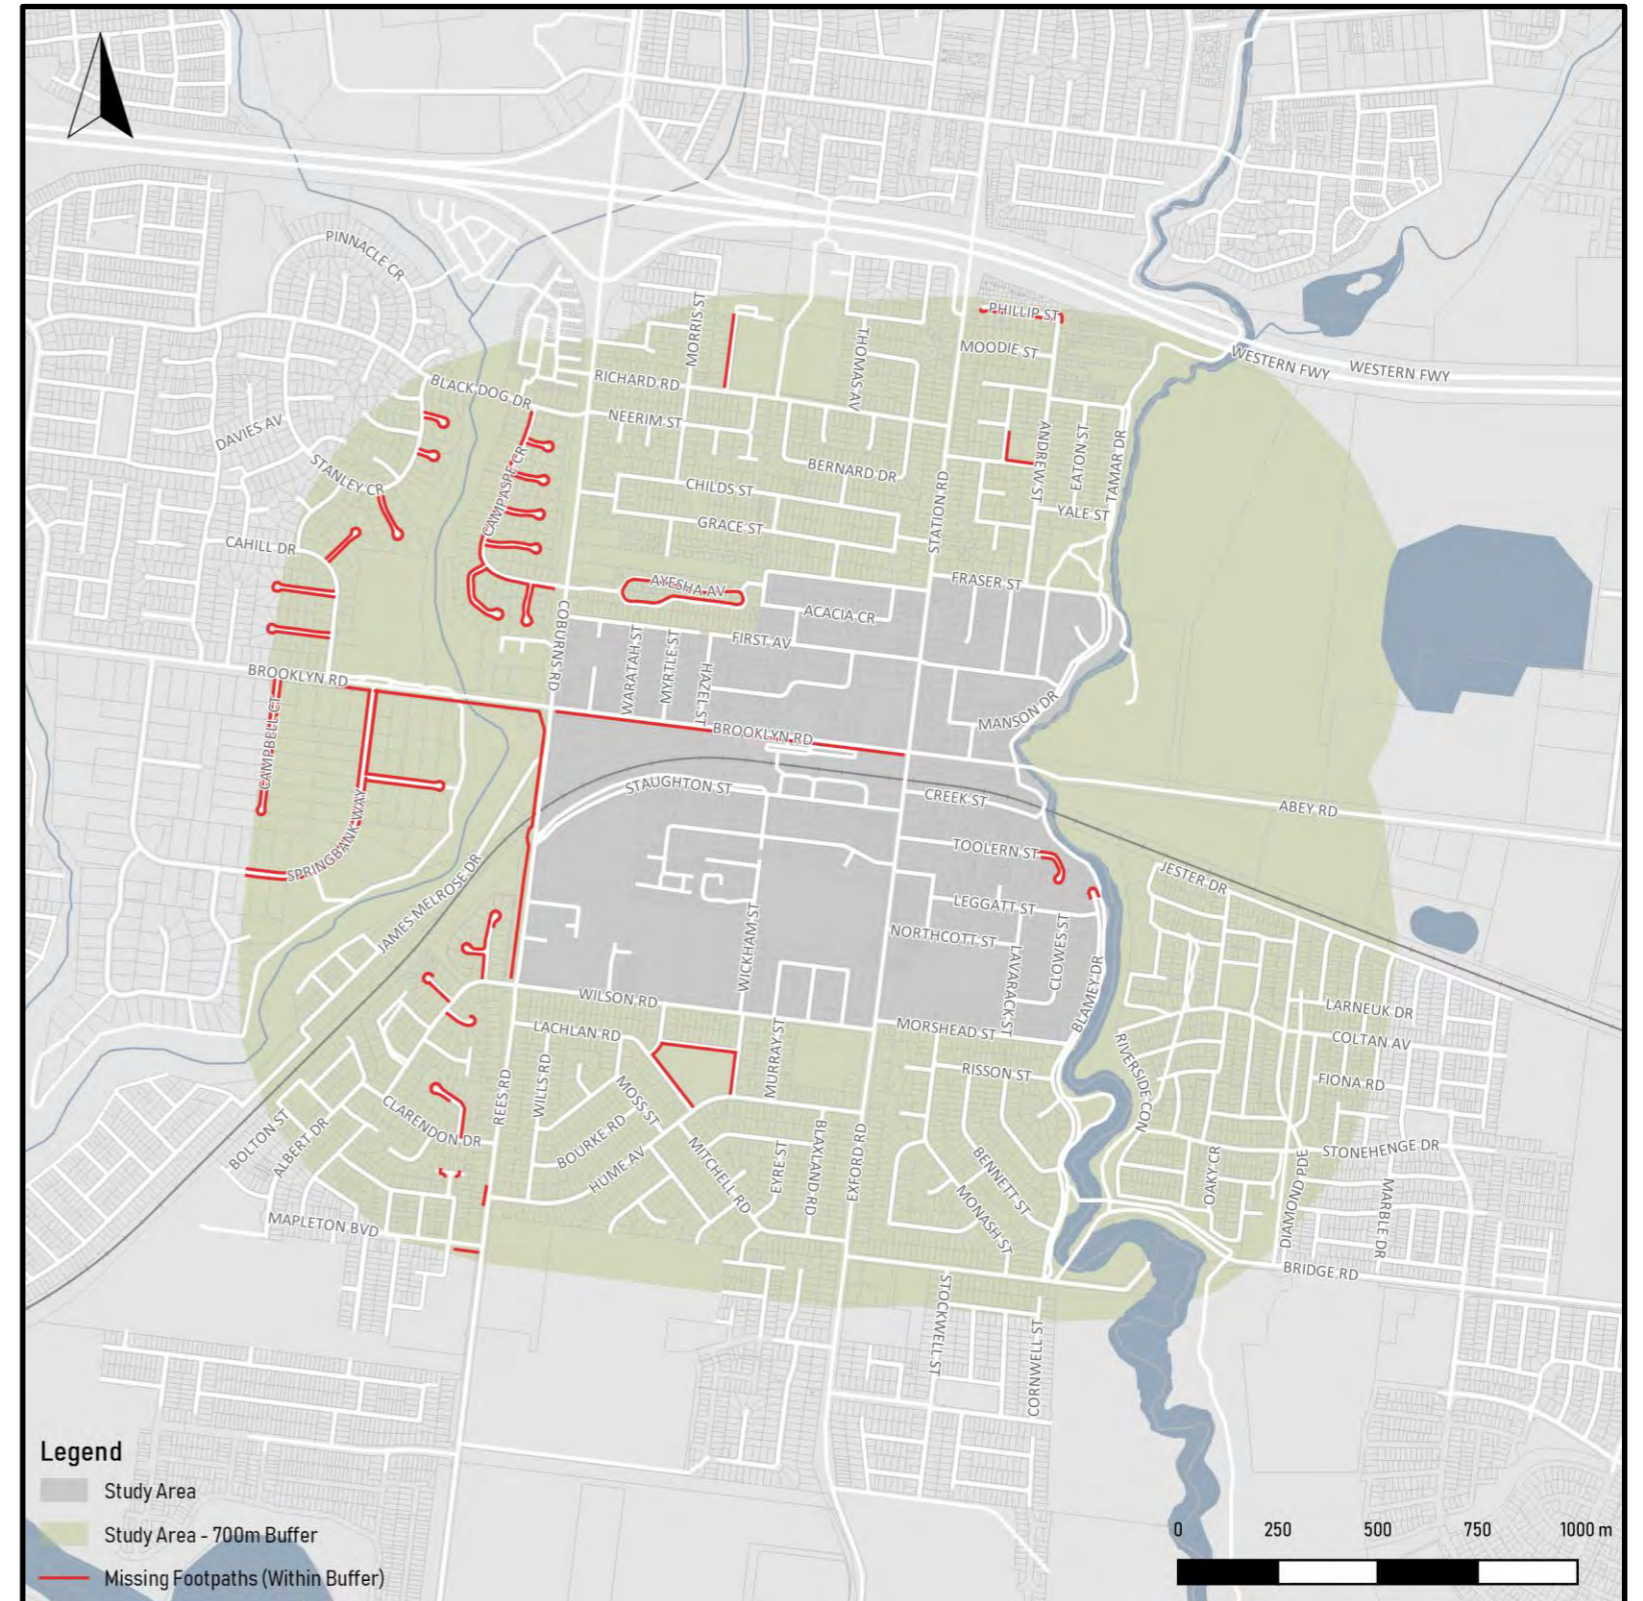 PINNACLE CR
MORRIS ST
PHILLIP ST
THOMAS AV
MOODIE ST
WESTERN FWY
WESTERN FWY
RICHARD RD
BLACK DOG DR
NEERIM ST
DAVIES AV
STANLEY CR
CAMPASPE CR
BERNARD DR
ANDREW ST
EATON ST
TAMAR DR
CHILDS ST
STATION RD
YALE ST
GRACE ST
CAHILL DR
FRASER ST
AYESHA AV
ACACIA CR
COBURNS RD
WARATAH ST
MYRTLE ST
HAZEL ST
FIRST AV
BROOKLYN RD
CAMPBELL CT
MANSON DR
BROOKLYN RD
STAUGHTON ST
CREEK ST
ABEY RD
SPRINGBANK WAY
TOOLERN ST
JESTER DR
JAMES MELROSE DR
LEGGATT ST
WICKHAM ST
NORTHCOTT ST
LAVARACK ST
CLOWES ST
BLAMEY DR
WILSON RD
LARNEUK DR
LACHLAN RD
MORSHEAD ST
COLTAN AV
MURRAY ST
RISSON ST
RIVERSIDE CON
FIONA RD
REES RD
WILLS RD
MOSS ST
CLARENDON DR
BOLTON ST
ALBERT DR
BOURKE RD
HUME AV
MITCHELL RD
EYRE ST
BLAXLAND RD
EXFORD RD
BENNETT ST
MONASH ST
STONEHENGE DR
OAKY CR
DIAMOND PDE
MARBLE DR
MAPLETON BVD
BRIDGE RD
STOCKWELL ST
CORNWELL ST
Legend
Study Area
Study Area - 700m Buffer
Missing Footpaths (Within Buffer)
0 250 500 750 1000 m